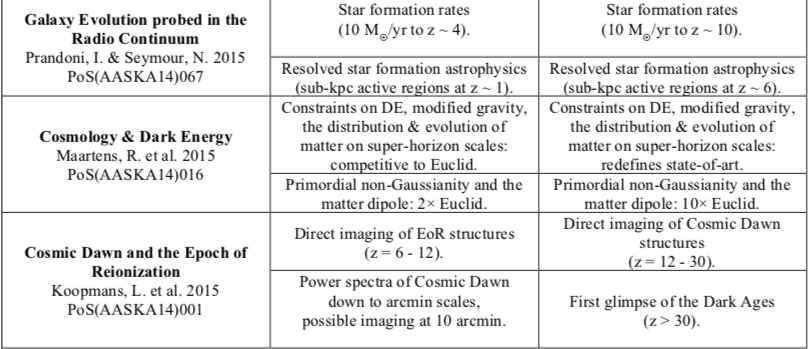 Galaxy Evolution probed in the
Radio Continuum
Prandoni, I. & Seymour, N. 2015
PoS(AASKA14)067
Star formation rates
(10 M☉/yr to z ~ 4).
Star formation rates
(10 M☉/yr to z ~ 10).
Resolved star formation astrophysics
(sub-kpc active regions at z ~ 1).
Resolved star formation astrophysics
(sub-kpc active regions at z ~ 6).
Cosmology & Dark Energy
Maartens, R. et al. 2015
PoS(AASKA14)016
Constraints on DE, modified gravity,
the distribution & evolution of
matter on super-horizon scales:
competitive to Euclid.
Constraints on DE, modified gravity,
the distribution & evolution of
matter on super-horizon scales:
redefines state-of-art.
Primordial non-Gaussianity and the
matter dipole: 2× Euclid.
Primordial non-Gaussianity and the
matter dipole: 10× Euclid.
Cosmic Dawn and the Epoch of
Reionization
Koopmans, L. et al. 2015
PoS(AASKA14)001
Direct imaging of EoR structures
(z = 6 - 12).
Direct imaging of Cosmic Dawn
structures
(z = 12 - 30).
Power spectra of Cosmic Dawn
down to arcmin scales,
possible imaging at 10 arcmin.
First glimpse of the Dark Ages
(z > 30).